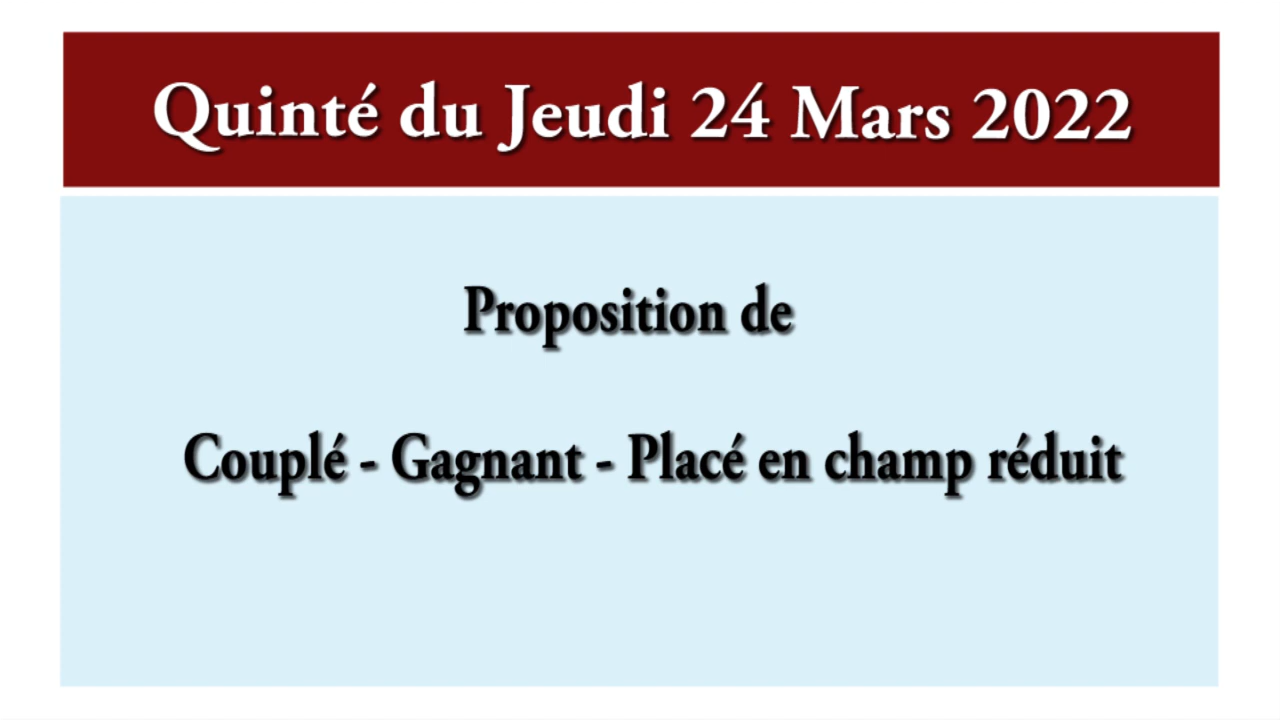 Quinté du Jeudi 24 Mars 2022
Proposition de
Couplé - Gagnant - Placé en champ réduit